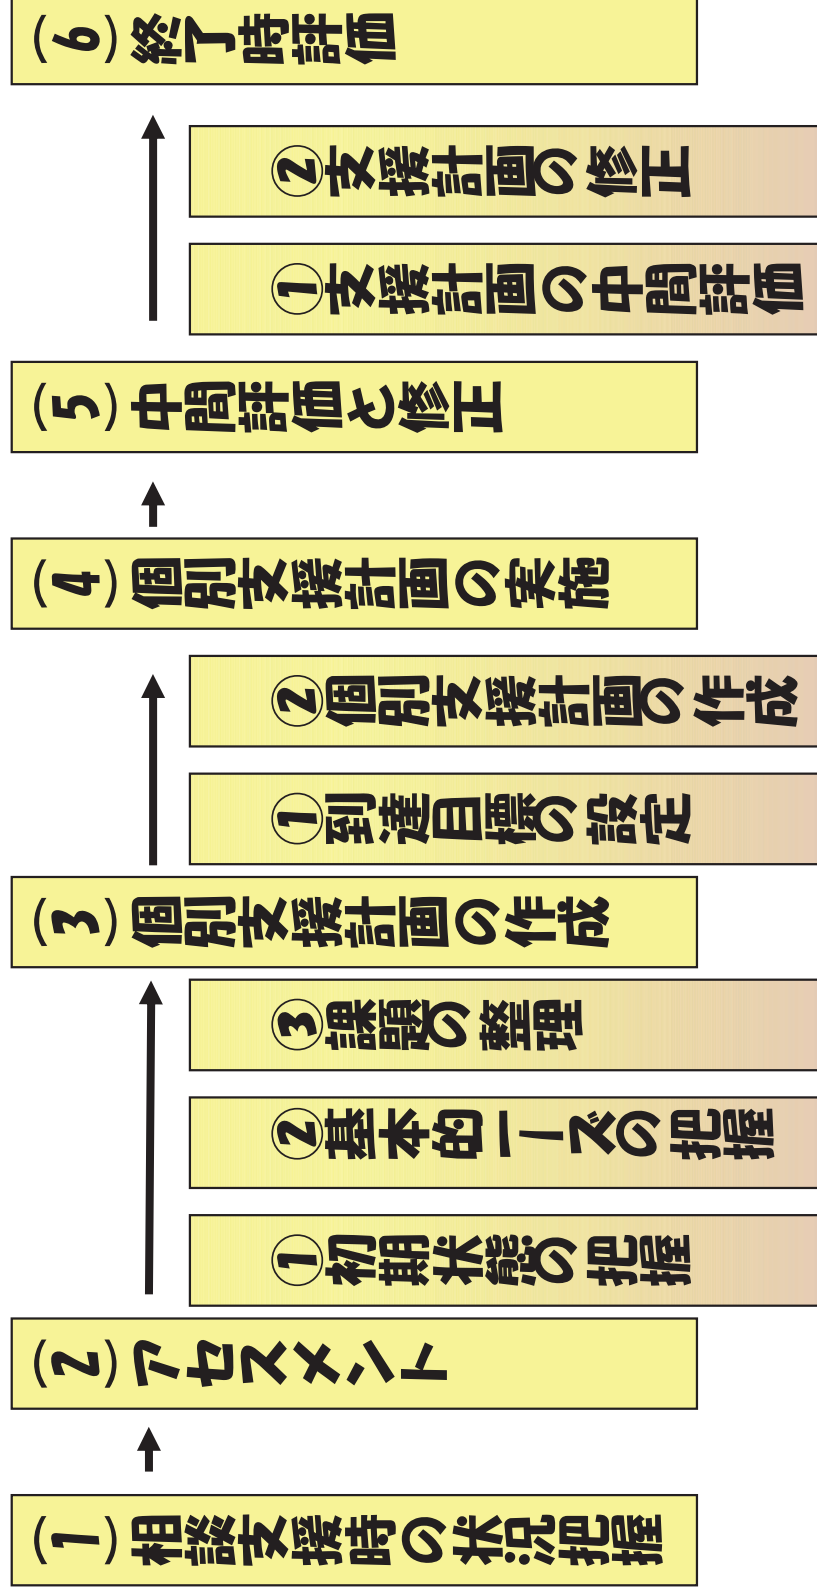 (1)相談支援時の状況把握
(2)アセスメント
①初期状態の把握
②基本的ニーズの把握
③課題の整理
(3)個別支援計画の作成
①到達目標の設定
②個別支援計画の作成
(4)個別支援計画の実施
(5)中間評価と修正
①支援計画の中間評価
②支援計画の修正
(6)終了時評価